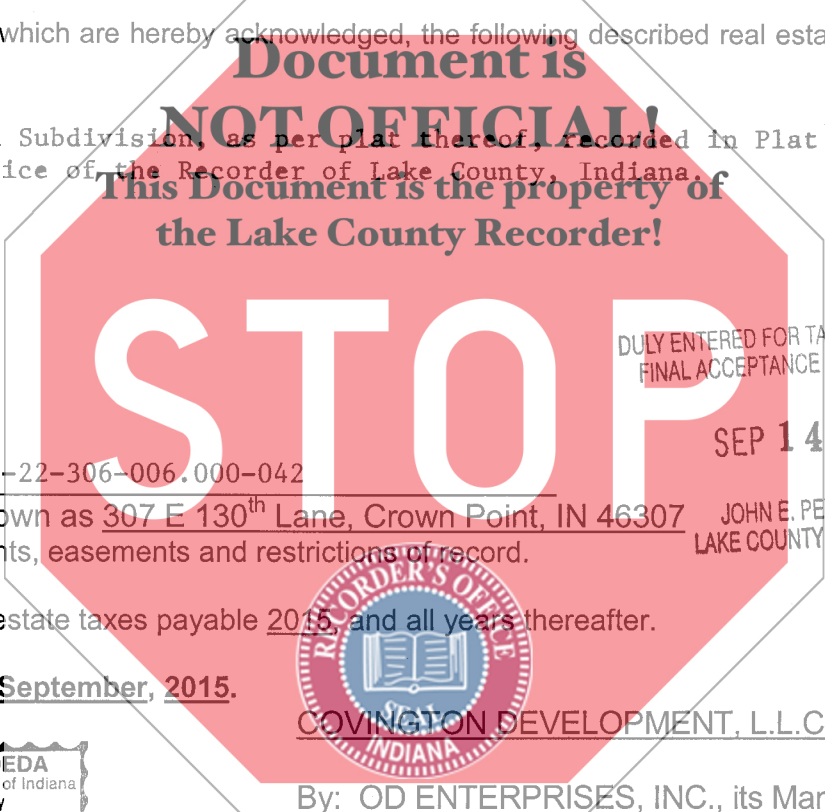 which are hereby acknowledged, the following described real esta
Document is
NOT OFFICIAL!
Subdivision, as per plat thereof, recorded in Plat
ice of the Recorder of Lake County, Indiana.
This Document is the property of
the Lake County Recorder!
STOP
DULY ENTERED FOR TA
FINAL ACCEPTANCE
SEP 14
-22-306-006.000-042
own as 307 E 130th Lane, Crown Point, IN 46307
JOHN E. PE
LAKE COUNTY
nts, easements and restrictions of record.
RECORDER'S OFFICE
SEAL
INDIANA
estate taxes payable 2015, and all years thereafter.
September, 2015.
COVINGTON DEVELOPMENT, L.L.C
EDA
of Indiana
By: OD ENTERPRISES, INC., its Man